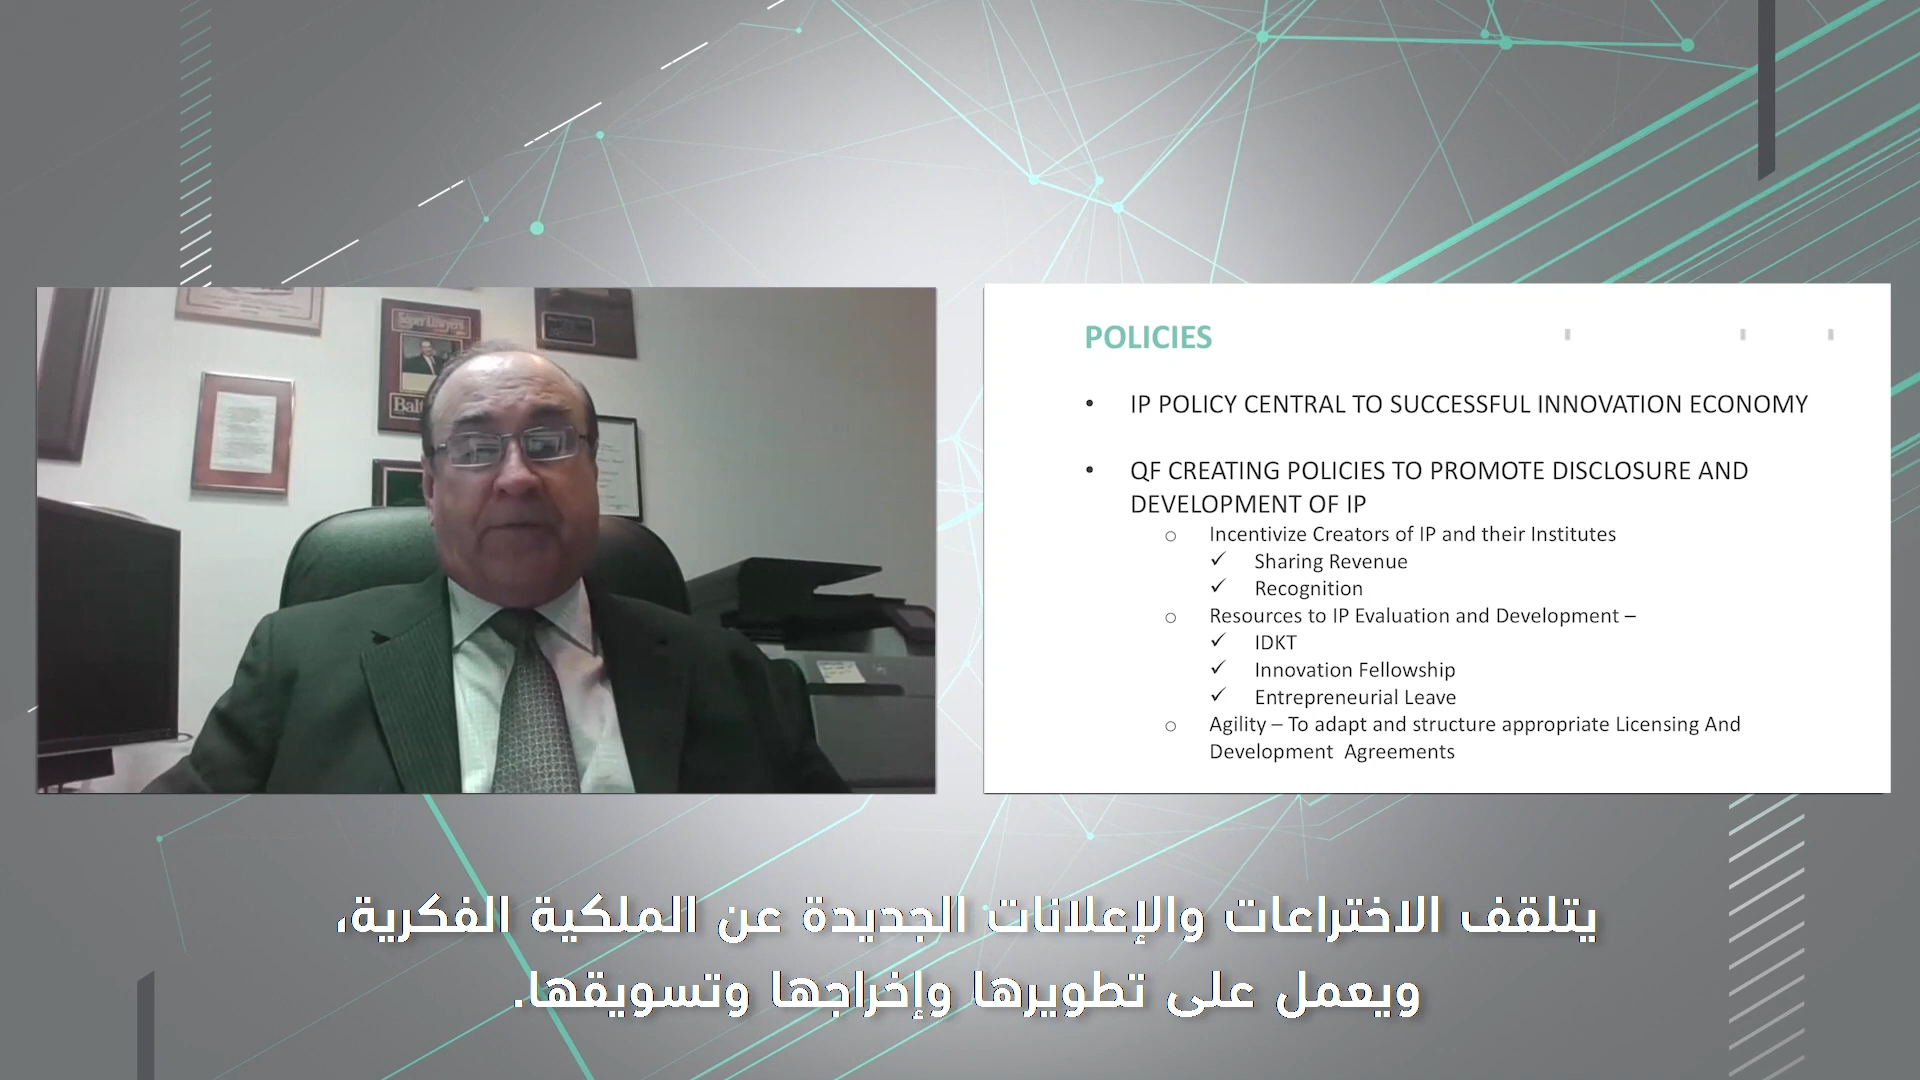 Super Lawyers
Balt
POLICIES
• IP POLICY CENTRAL TO SUCCESSFUL INNOVATION ECONOMY
• QF CREATING POLICIES TO PROMOTE DISCLOSURE AND
DEVELOPMENT OF IP
○ Incentivize Creators of IP and their Institutes
✓ Sharing Revenue
✓ Recognition
○ Resources to IP Evaluation and Development –
✓ IDKT
✓ Innovation Fellowship
✓ Entrepreneurial Leave
○ Agility – To adapt and structure appropriate Licensing And
Development Agreements
يتلقف الاختراعات والإعلانات الجديدة عن الملكية الفكرية،
ويعمل على تطويرها وإخراجها وتسويقها.